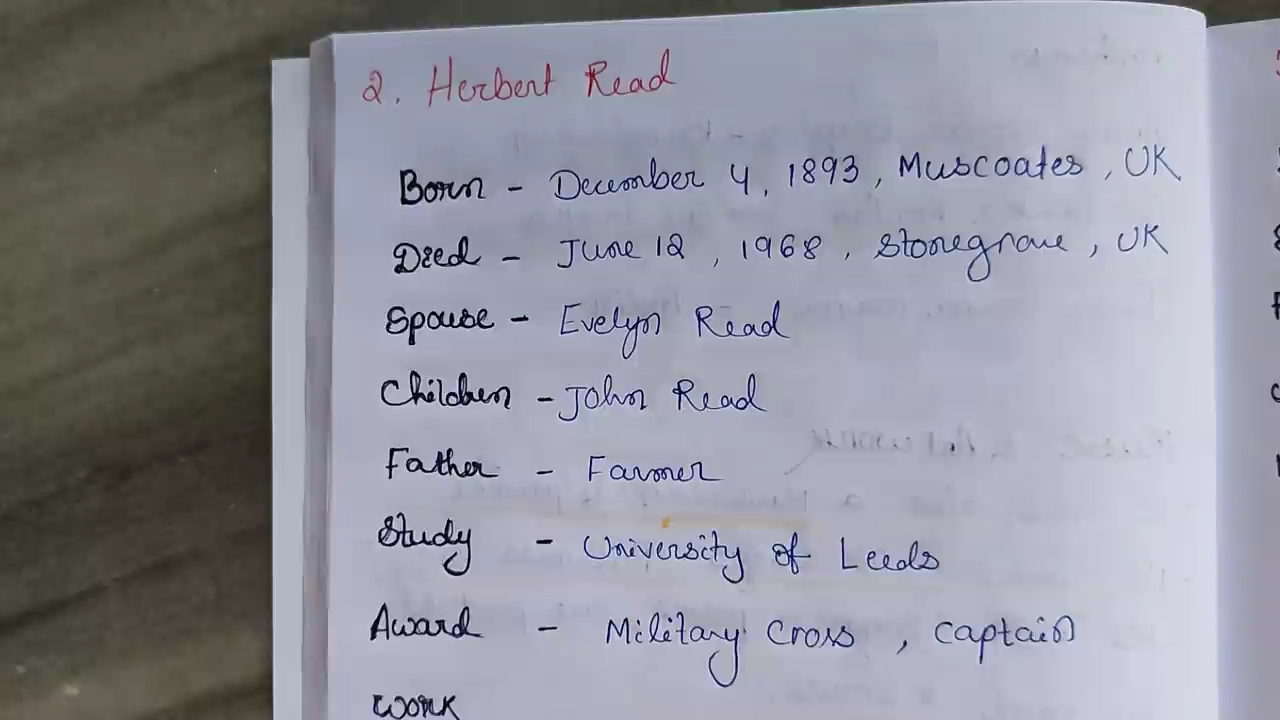 2. Herbert Read
Born - December 4, 1893, Muscoates, UK
Died - June 12, 1968, Stonegrave, UK
Spouse - Evelyn Read
Children - John Read
Father - Farmer
Study - University of Leeds
Award - Military Cross, Captain
Work